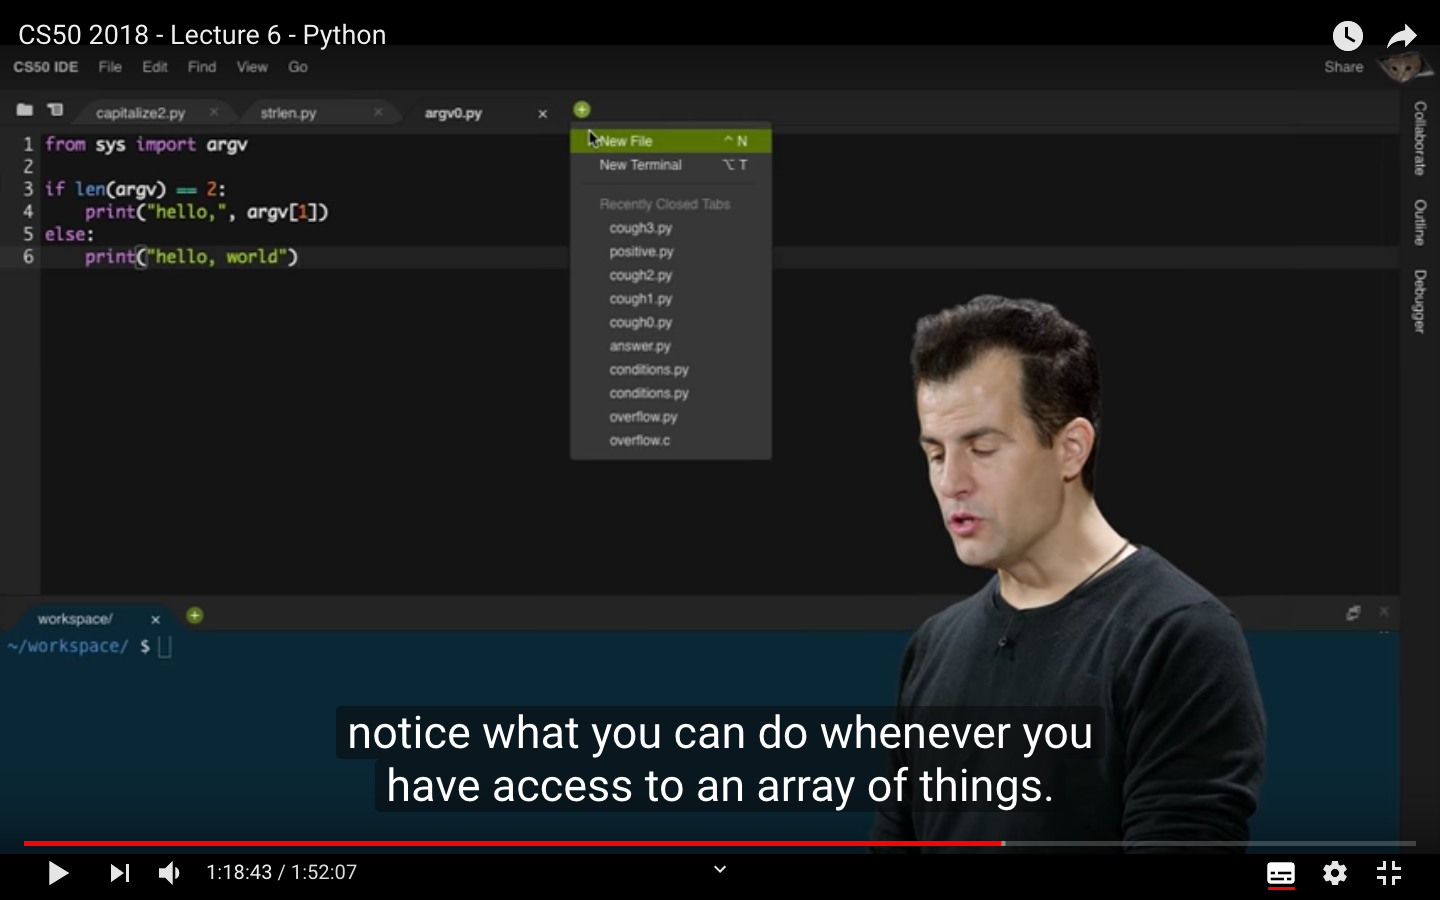 CS50 2018 - Lecture 6 - Python
CS50 IDE File Edit Find View Go
Share
capitalize2.py × strlen.py × argv0.py ×
1 from sys import argv
2
3 if len(argv) == 2:
4     print("hello,", argv[1])
5 else:
6     print("hello, world")
New File ^ N
New Terminal ⌥ T
Recently Closed Tabs
cough3.py
positive.py
cough2.py
cough1.py
cough0.py
answer.py
conditions.py
conditions.py
overflow.py
overflow.c
Collaborate
Outline
Debugger
workspace/ ×
~/workspace/ $
notice what you can do whenever you
have access to an array of things.
1:18:43 / 1:52:07